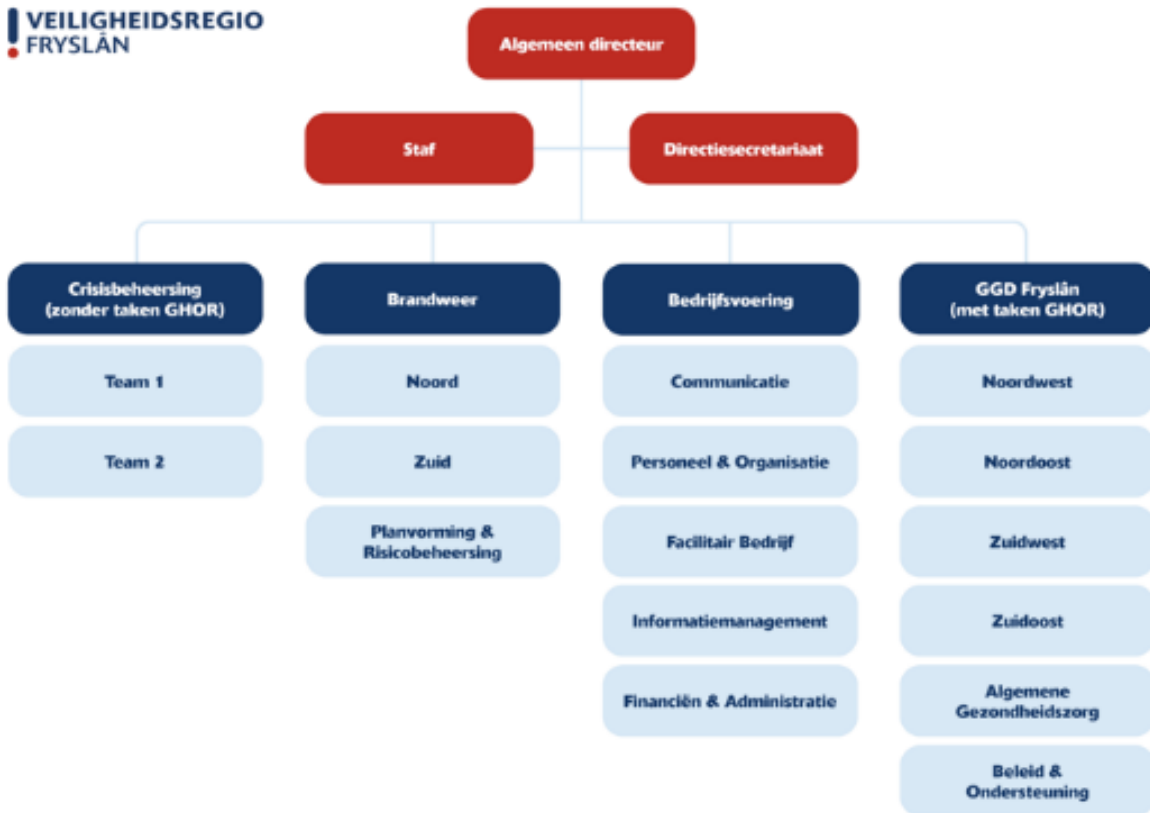 VEILIGHEIDSREGIO
FRYSLÂN
Algemeen directeur
Staf
Directiesecretariaat
Crisisbeheersing
(zonder taken GHOR)
Team 1
Team 2
Brandweer
Noord
Zuid
Planvorming &
Risicobeheersing
Bedrijfsvoering
Communicatie
Personeel & Organisatie
Facilitair Bedrijf
Informatiemanagement
Financiën & Administratie
GGD Fryslân
(met taken GHOR)
Noordwest
Noordoost
Zuidwest
Zuidoost
Algemene
Gezondheidszorg
Beleid &
Ondersteuning